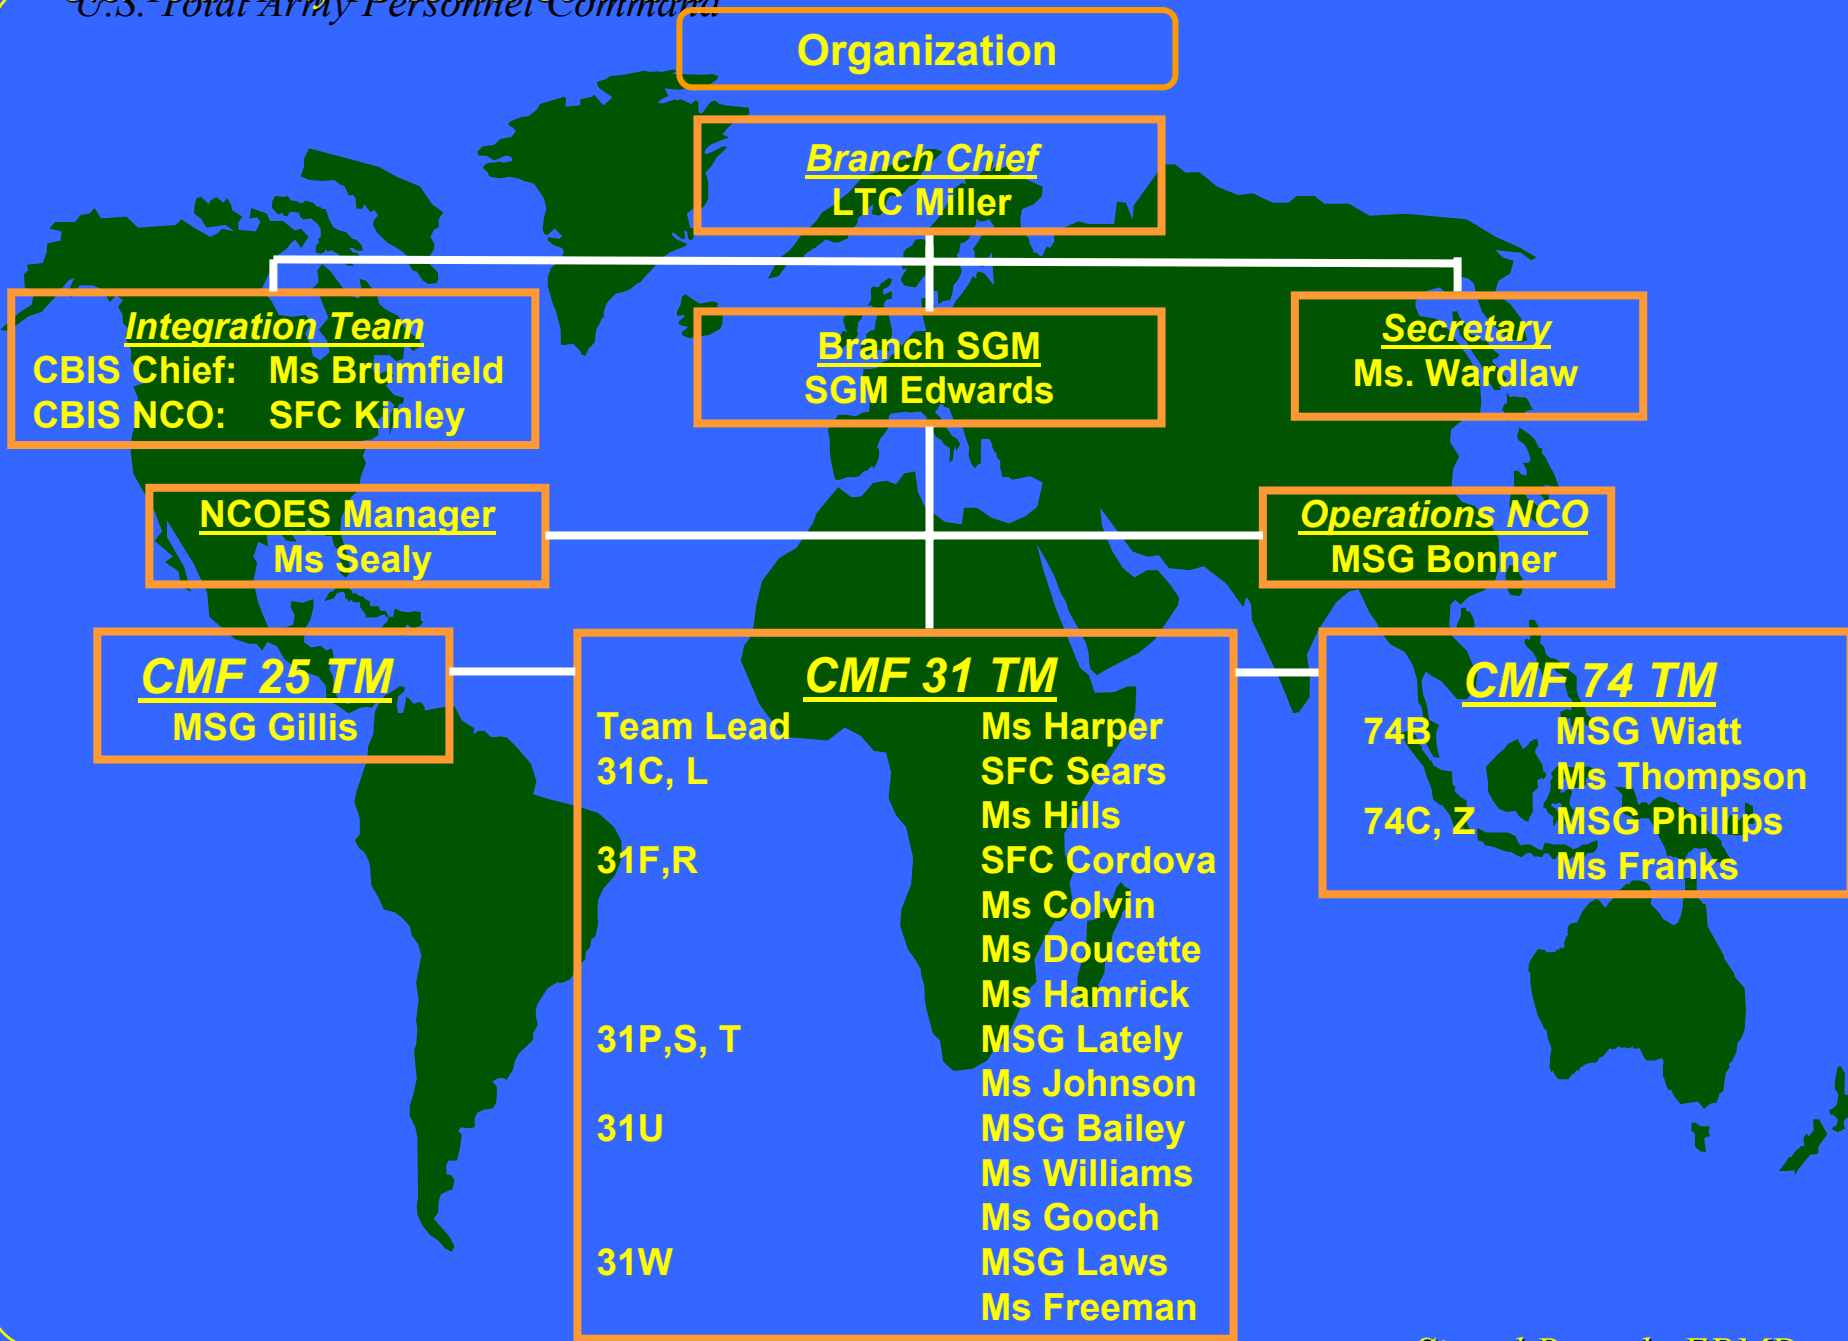 U.S. Total Army Personnel Command
Organization
Branch Chief
LTC Miller
Integration Team
CBIS Chief: Ms Brumfield
CBIS NCO: SFC Kinley
Branch SGM
SGM Edwards
Secretary
Ms. Wardlaw
NCOES Manager
Ms Sealy
Operations NCO
MSG Bonner
CMF 25 TM
MSG Gillis
CMF 31 TM
Team Lead Ms Harper
31C, L SFC Sears
Ms Hills
31F,R SFC Cordova
Ms Colvin
Ms Doucette
Ms Hamrick
31P,S, T MSG Lately
Ms Johnson
31U MSG Bailey
Ms Williams
Ms Gooch
31W MSG Laws
Ms Freeman
CMF 74 TM
74B MSG Wiatt
Ms Thompson
74C, Z MSG Phillips
Ms Franks